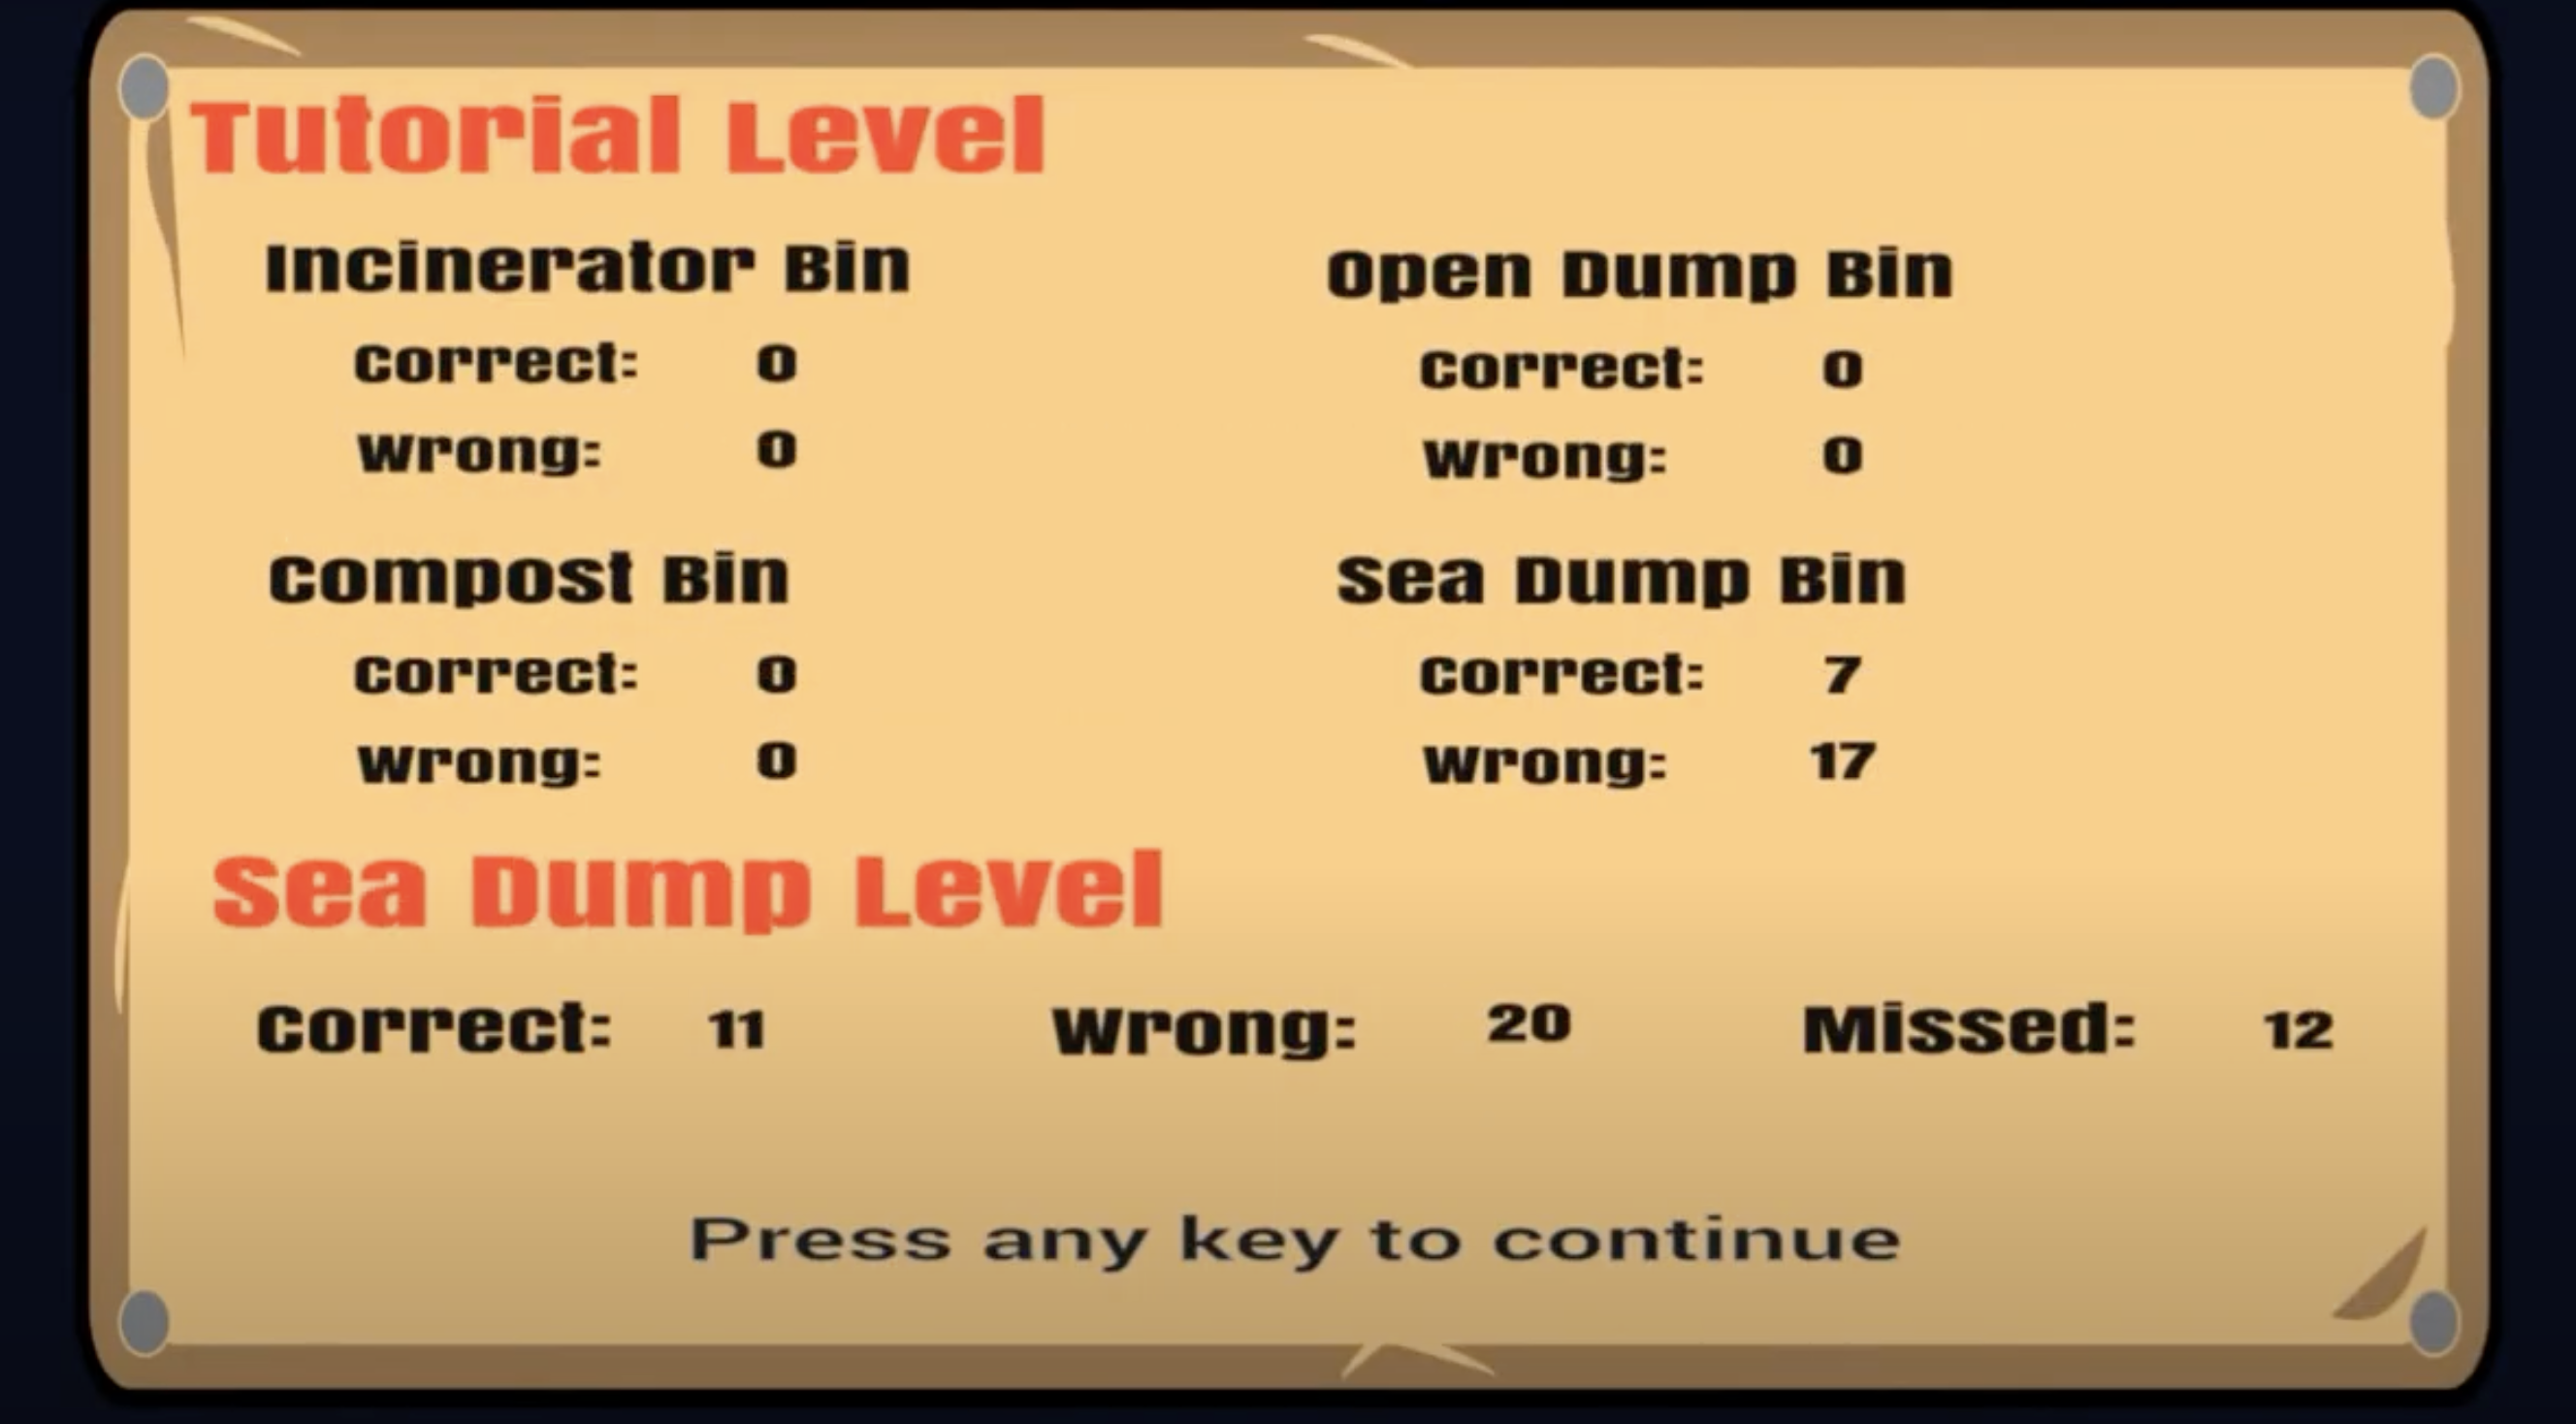 Tutorial Level
Incinerator Bin
Correct: 0
Wrong: 0
Open Dump Bin
Correct: 0
Wrong: 0
Compost Bin
Correct: 0
Wrong: 0
Sea Dump Bin
Correct: 7
Wrong: 17
Sea Dump Level
Correct: 11 Wrong: 20 Missed: 12
Press any key to continue